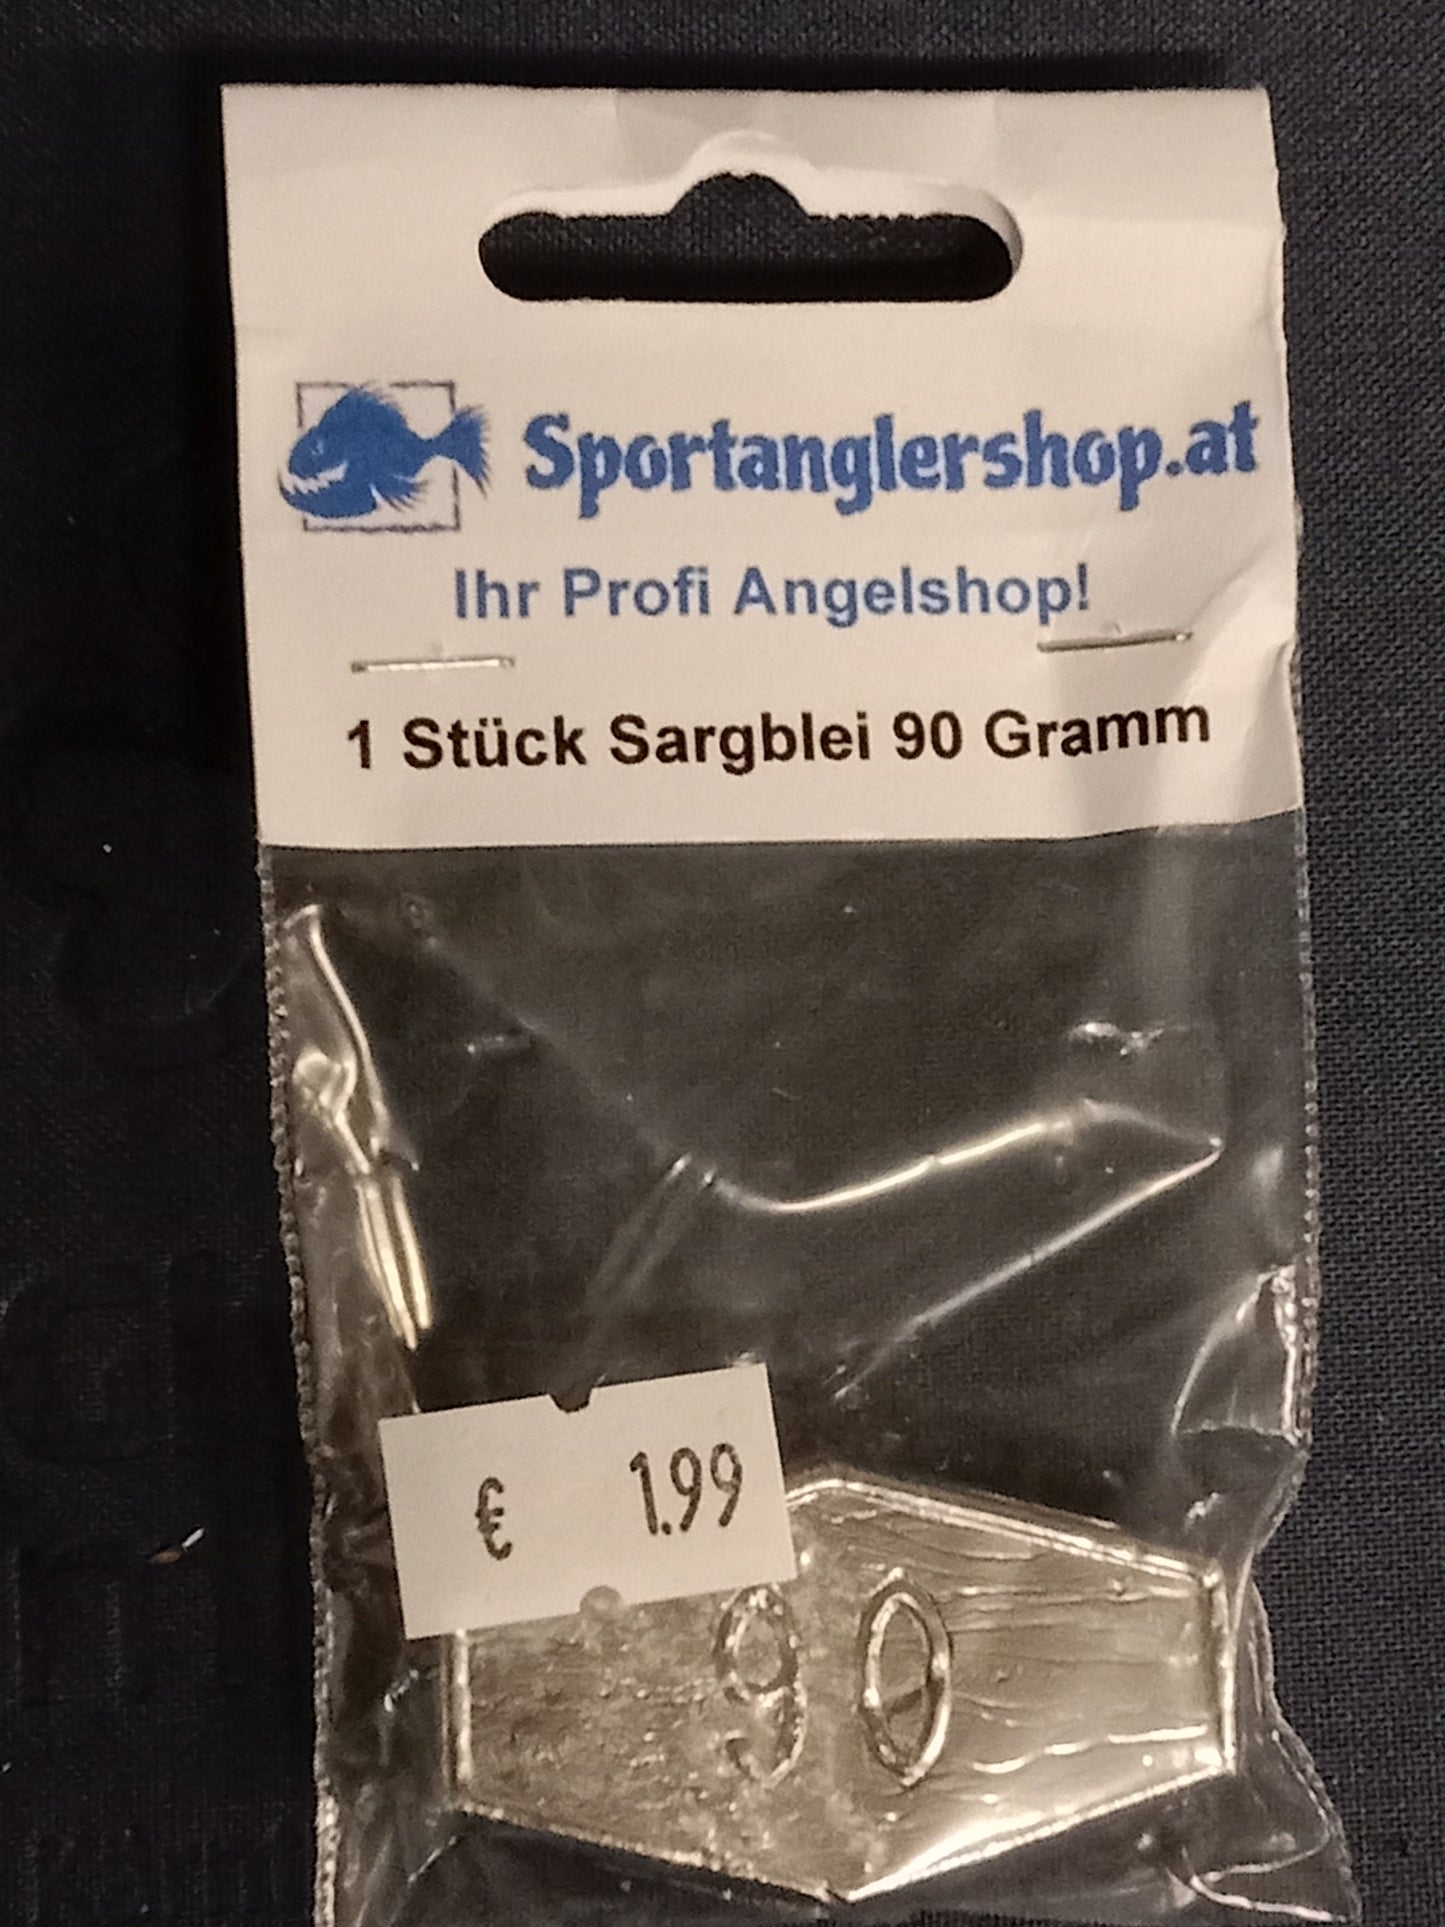 Sportanglershop.at
Ihr Profi Angelshop!
1 Stück Sargblei 90 Gramm
€ 1.99
90